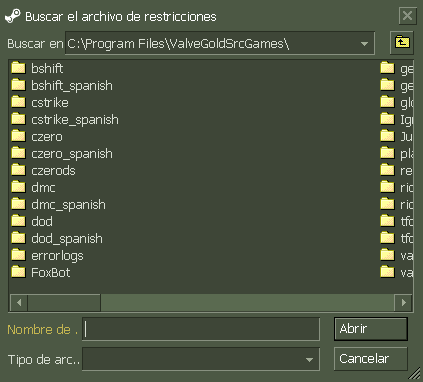 Buscar el archivo de restricciones
Buscar en C:\Program Files\ValveGoldSrcGames\
bshift
bshift_spanish
cstrike
cstrike_spanish
czero
czero_spanish
czerods
dmc
dmc_spanish
dod
dod_spanish
errorlogs
FoxBot
ge
ge
glo
Igr
Ju
pla
re
ric
ric
tfc
tfc
va
va
Nombre de .
Abrir
Tipo de arc..
Cancelar